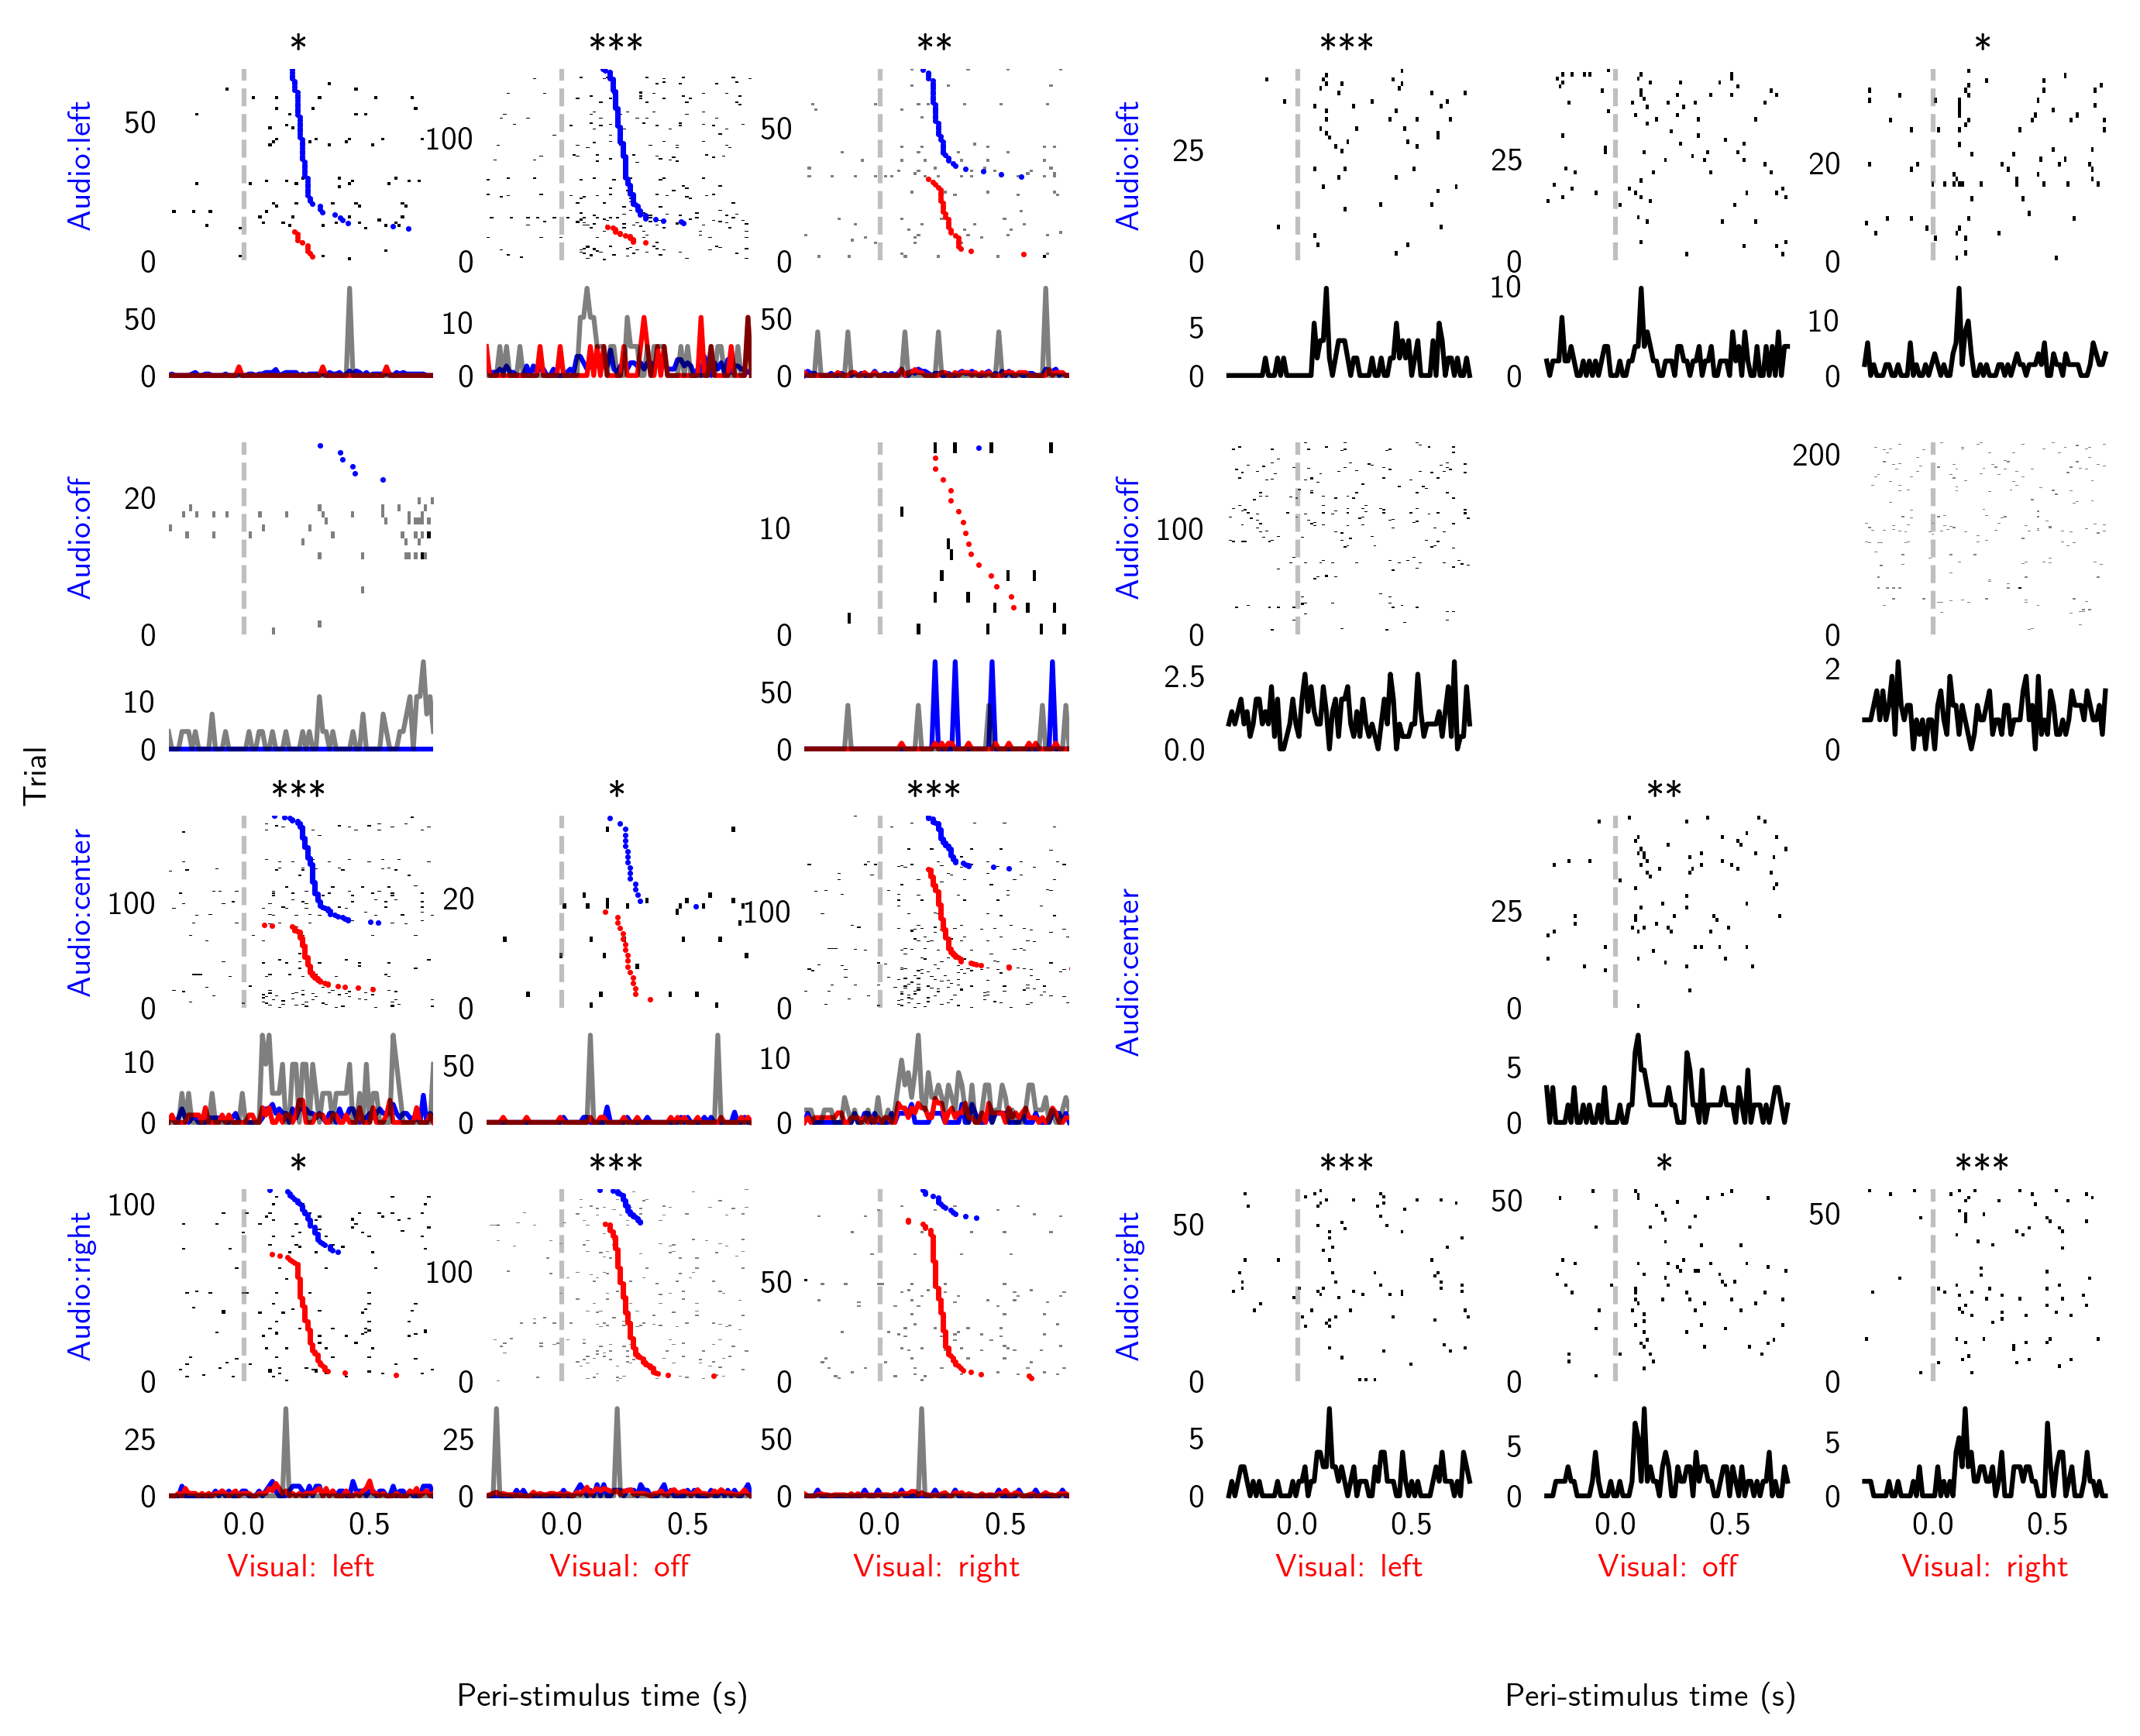 * *** ** *** *
Audio:left 50 100 50 Audio:left 25 25 20
0 0 0 0 0 0
50 10 50 5 10 10
0 0 0 0 0 0
Audio:off 20 10 Audio:off 100 200
0 0 0 0
10 50 2.5 2
0 0 0.0 0
Trial
*** * *** **
Audio:center 100 20 100 Audio:center 25
0 0 0 0
10 50 10 5
0 0 0 0
* *** *** * ***
Audio:right 100 100 50 Audio:right 50 50 50
0 0 0 0 0 0
25 25 50 5 5 5
0 0 0 0 0 0
0.0 0.5 0.0 0.5 0.0 0.5 0.0 0.5 0.0 0.5 0.0 0.5
Visual: left Visual: off Visual: right Visual: left Visual: off Visual: right
Peri-stimulus time (s) Peri-stimulus time (s)